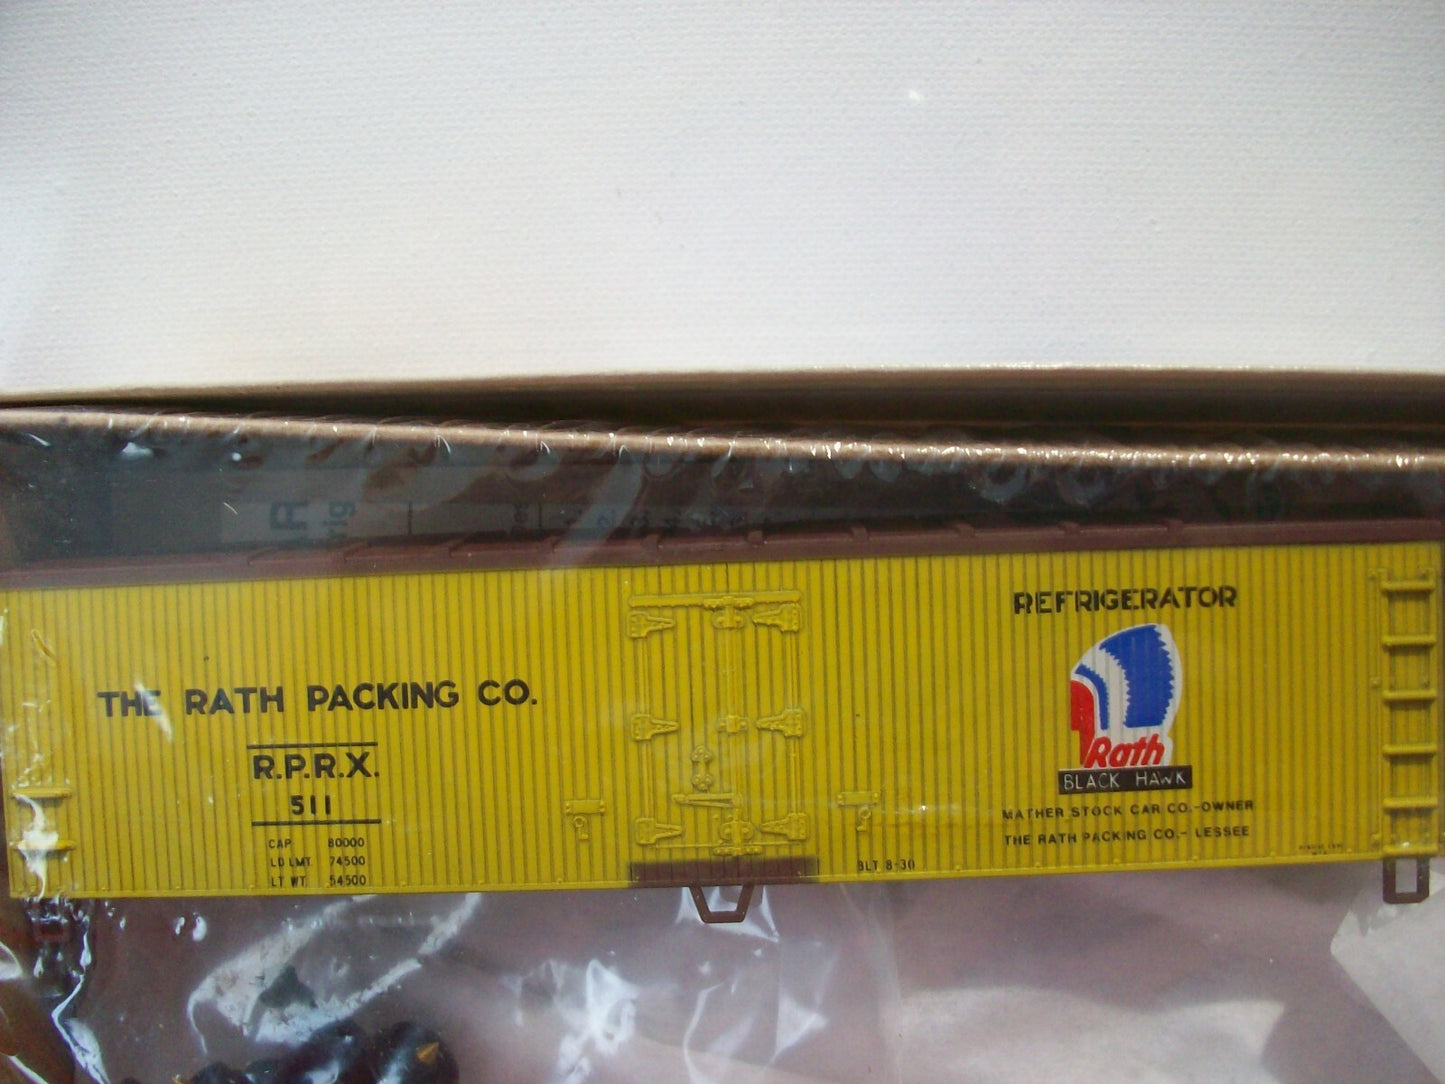 THE RATH PACKING CO.
R.P.R.X.
511
CAP 80000
LD LMT 74500
LT WT 54500
REFRIGERATOR
Rath
BLACK HAWK
MATHER STOCK CAR CO.-OWNER
THE RATH PACKING CO.- LESSEE
BLT 8-30